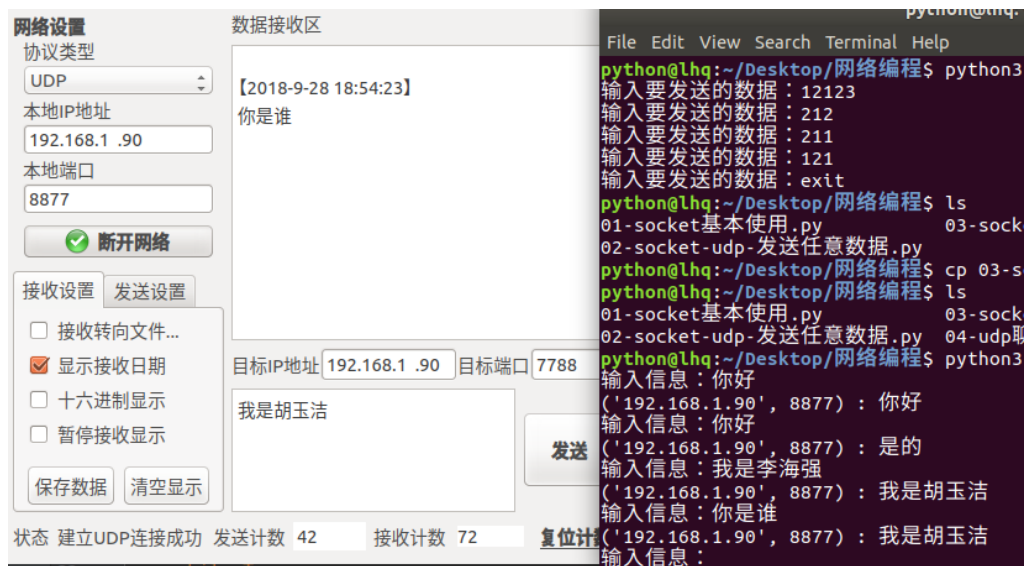 网络设置
协议类型
UDP
本地IP地址
192.168.1 .90
本地端口
8877
断开网络
接收设置 发送设置
接收转向文件...
显示接收日期
十六进制显示
暂停接收显示
保存数据 清空显示
数据接收区
【2018-9-28 18:54:23】
你是谁
目标IP地址 192.168.1 .90 目标端口 7788
我是胡玉洁
发送
状态 建立UDP连接成功 发送计数 42 接收计数 72 复位计数
File Edit View Search Terminal Help
python@lhq:~/Desktop/网络编程$ python3
输入要发送的数据：12123
输入要发送的数据：212
输入要发送的数据：211
输入要发送的数据：121
输入要发送的数据：exit
python@lhq:~/Desktop/网络编程$ ls
01-socket基本使用.py 03-sock
02-socket-udp-发送任意数据.py
python@lhq:~/Desktop/网络编程$ cp 03-s
python@lhq:~/Desktop/网络编程$ ls
01-socket基本使用.py 03-sock
02-socket-udp-发送任意数据.py 04-udp聊
python@lhq:~/Desktop/网络编程$ python3
输入信息：你好
('192.168.1.90', 8877) : 你好
输入信息：你好
('192.168.1.90', 8877) : 是的
输入信息：我是李海强
('192.168.1.90', 8877) : 我是胡玉洁
输入信息：你是谁
('192.168.1.90', 8877) : 我是胡玉洁
输入信息：